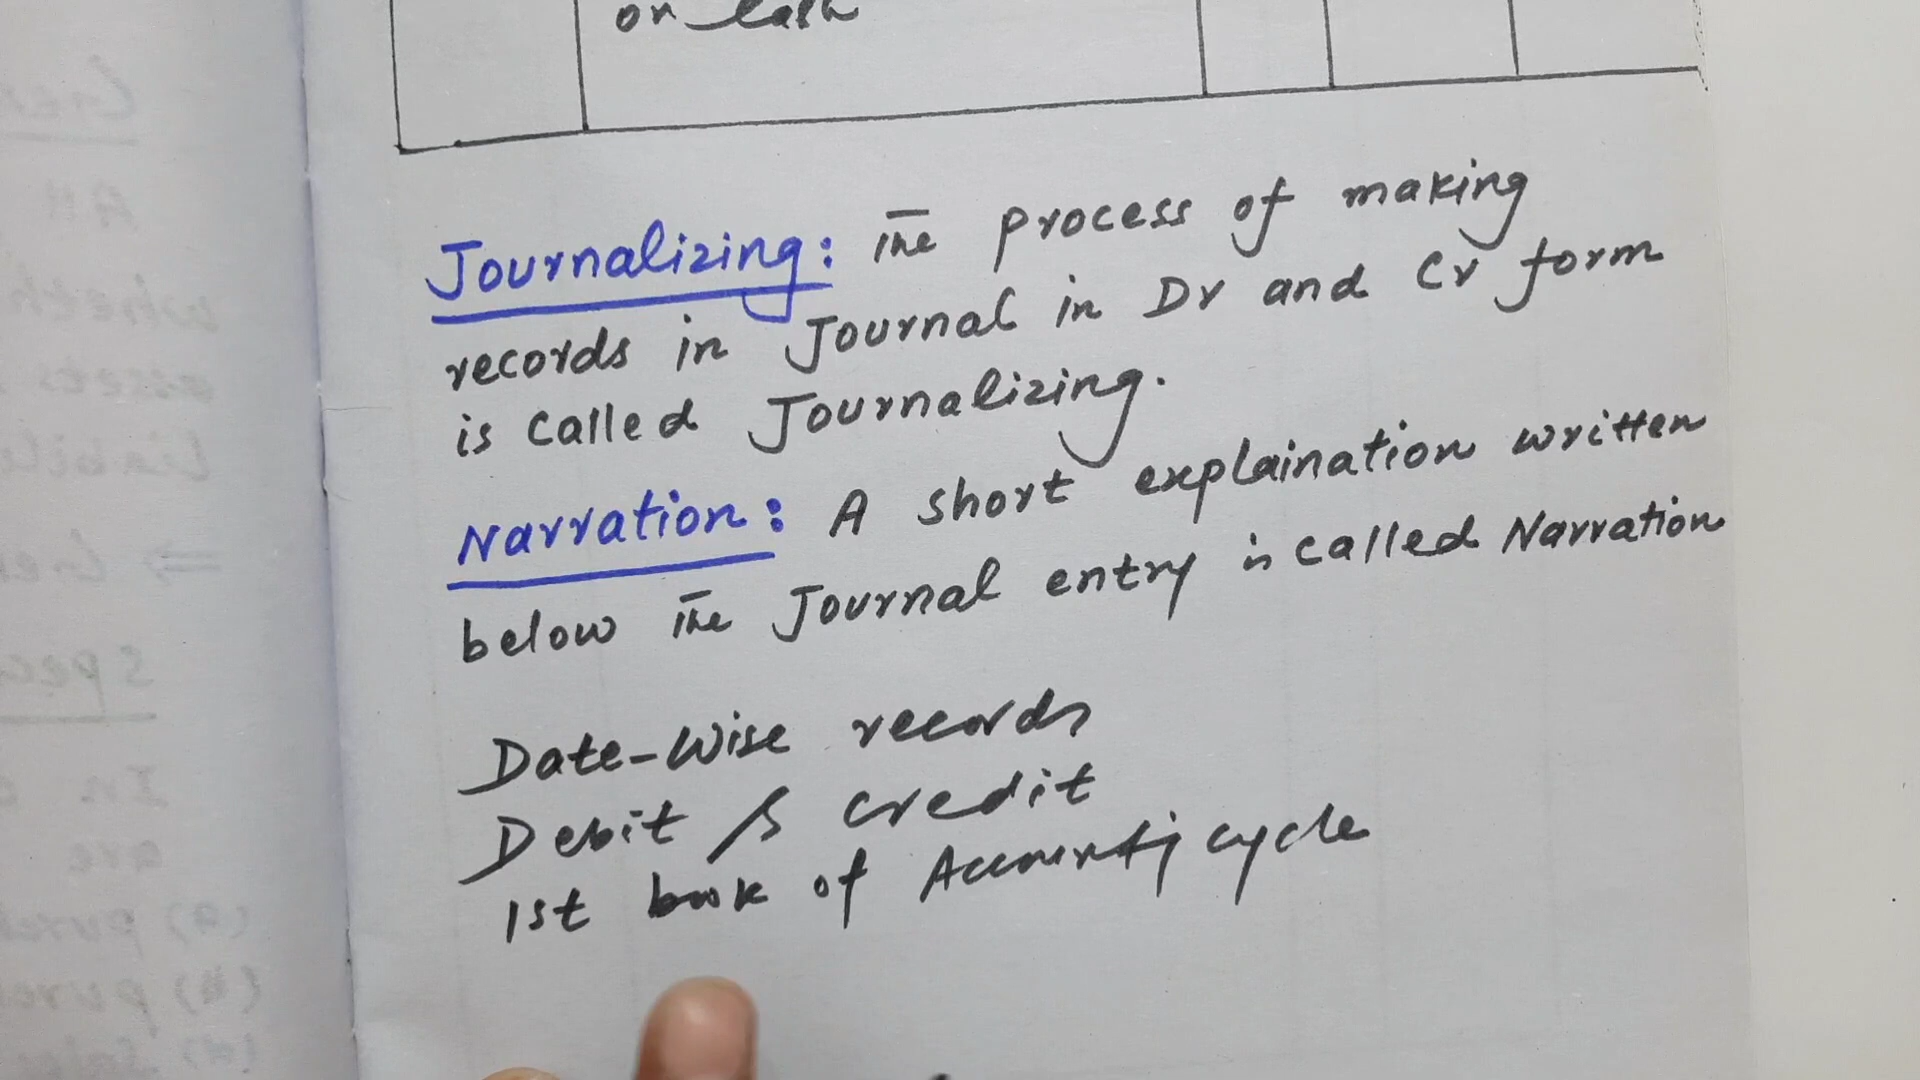 on cash
Journalizing: The process of making
records in Journal in Dr and Cr form
is called Journalizing.
Narration: A short explaination written
below the Journal entry is called Narration
Date-Wise records
Debit & credit
1st book of Accounting cycle